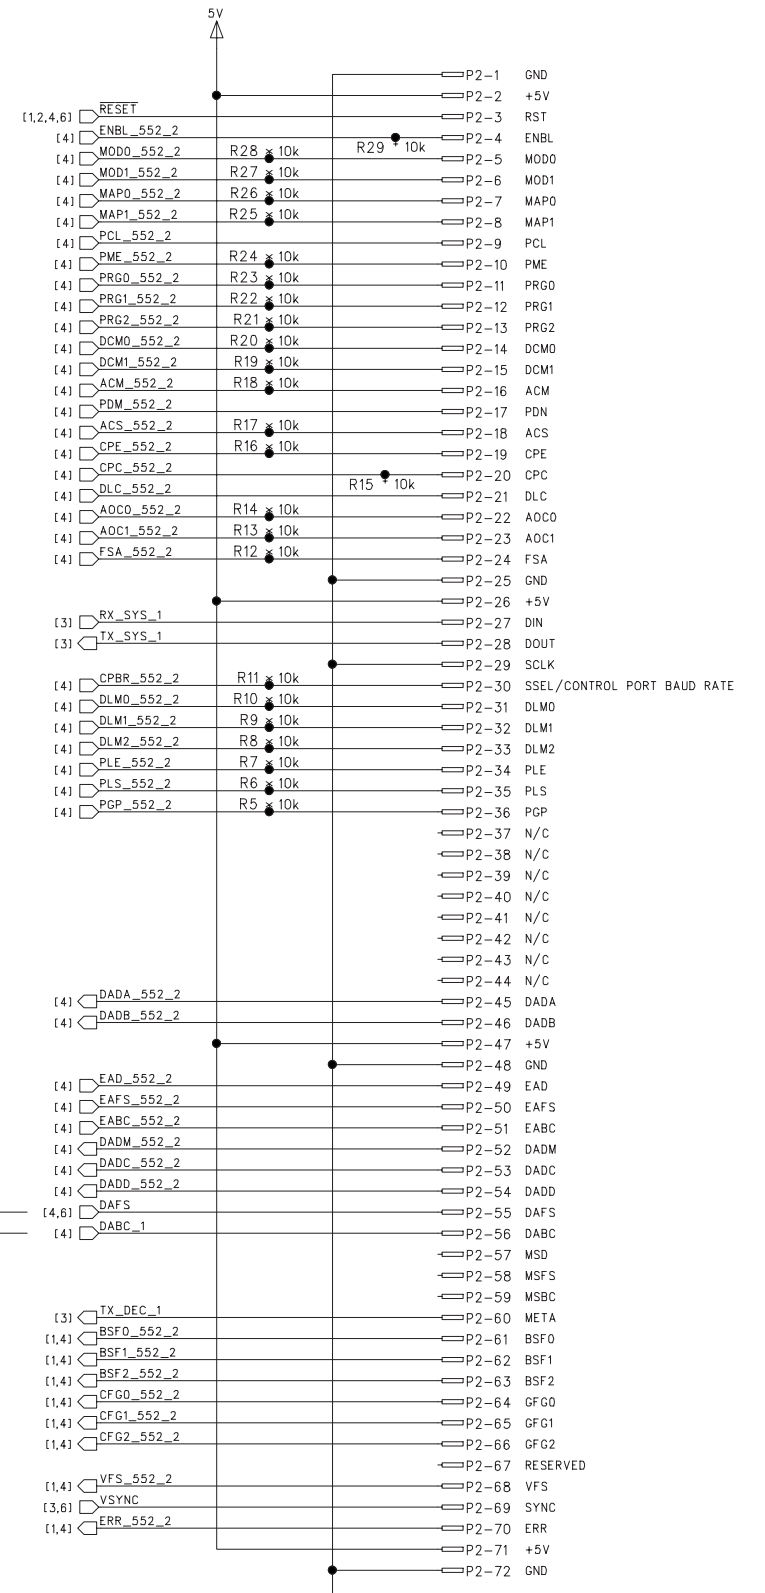 5V
P2-1 GND
P2-2 +5V
[1,2,4,6] RESET P2-3 RST
[4] ENBL_552_2 R29 10k P2-4 ENBL
[4] MOD0_552_2 R28 10k P2-5 MOD0
[4] MOD1_552_2 R27 10k P2-6 MOD1
[4] MAP0_552_2 R26 10k P2-7 MAP0
[4] MAP1_552_2 R25 10k P2-8 MAP1
[4] PCL_552_2 P2-9 PCL
[4] PME_552_2 R24 10k P2-10 PME
[4] PRG0_552_2 R23 10k P2-11 PRG0
[4] PRG1_552_2 R22 10k P2-12 PRG1
[4] PRG2_552_2 R21 10k P2-13 PRG2
[4] DCM0_552_2 R20 10k P2-14 DCM0
[4] DCM1_552_2 R19 10k P2-15 DCM1
[4] ACM_552_2 R18 10k P2-16 ACM
[4] PDM_552_2 P2-17 PDN
[4] ACS_552_2 R17 10k P2-18 ACS
[4] CPE_552_2 R16 10k P2-19 CPE
[4] CPC_552_2 R15 10k P2-20 CPC
[4] DLC_552_2 P2-21 DLC
[4] AOC0_552_2 R14 10k P2-22 AOC0
[4] AOC1_552_2 R13 10k P2-23 AOC1
[4] FSA_552_2 R12 10k P2-24 FSA
P2-25 GND
P2-26 +5V
[3] RX_SYS_1 P2-27 DIN
[3] TX_SYS_1 P2-28 DOUT
P2-29 SCLK
[4] CPBR_552_2 R11 10k P2-30 SSEL/CONTROL PORT BAUD RATE
[4] DLM0_552_2 R10 10k P2-31 DLM0
[4] DLM1_552_2 R9 10k P2-32 DLM1
[4] DLM2_552_2 R8 10k P2-33 DLM2
[4] PLE_552_2 R7 10k P2-34 PLE
[4] PLS_552_2 R6 10k P2-35 PLS
[4] PGP_552_2 R5 10k P2-36 PGP
P2-37 N/C
P2-38 N/C
P2-39 N/C
P2-40 N/C
P2-41 N/C
P2-42 N/C
P2-43 N/C
P2-44 N/C
[4] DADA_552_2 P2-45 DADA
[4] DADB_552_2 P2-46 DADB
P2-47 +5V
P2-48 GND
[4] EAD_552_2 P2-49 EAD
[4] EAFS_552_2 P2-50 EAFS
[4] EABC_552_2 P2-51 EABC
[4] DADM_552_2 P2-52 DADM
[4] DADC_552_2 P2-53 DADC
[4] DADD_552_2 P2-54 DADD
[4,6] DAFS P2-55 DAFS
[4] DABC_1 P2-56 DABC
P2-57 MSD
P2-58 MSFS
P2-59 MSBC
[3] TX_DEC_1 P2-60 META
[1,4] BSF0_552_2 P2-61 BSF0
[1,4] BSF1_552_2 P2-62 BSF1
[1,4] BSF2_552_2 P2-63 BSF2
[1,4] CFG0_552_2 P2-64 GFG0
[1,4] CFG1_552_2 P2-65 GFG1
[1,4] CFG2_552_2 P2-66 GFG2
P2-67 RESERVED
[1,4] VFS_552_2 P2-68 VFS
[3,6] VSYNC P2-69 SYNC
[1,4] ERR_552_2 P2-70 ERR
P2-71 +5V
P2-72 GND